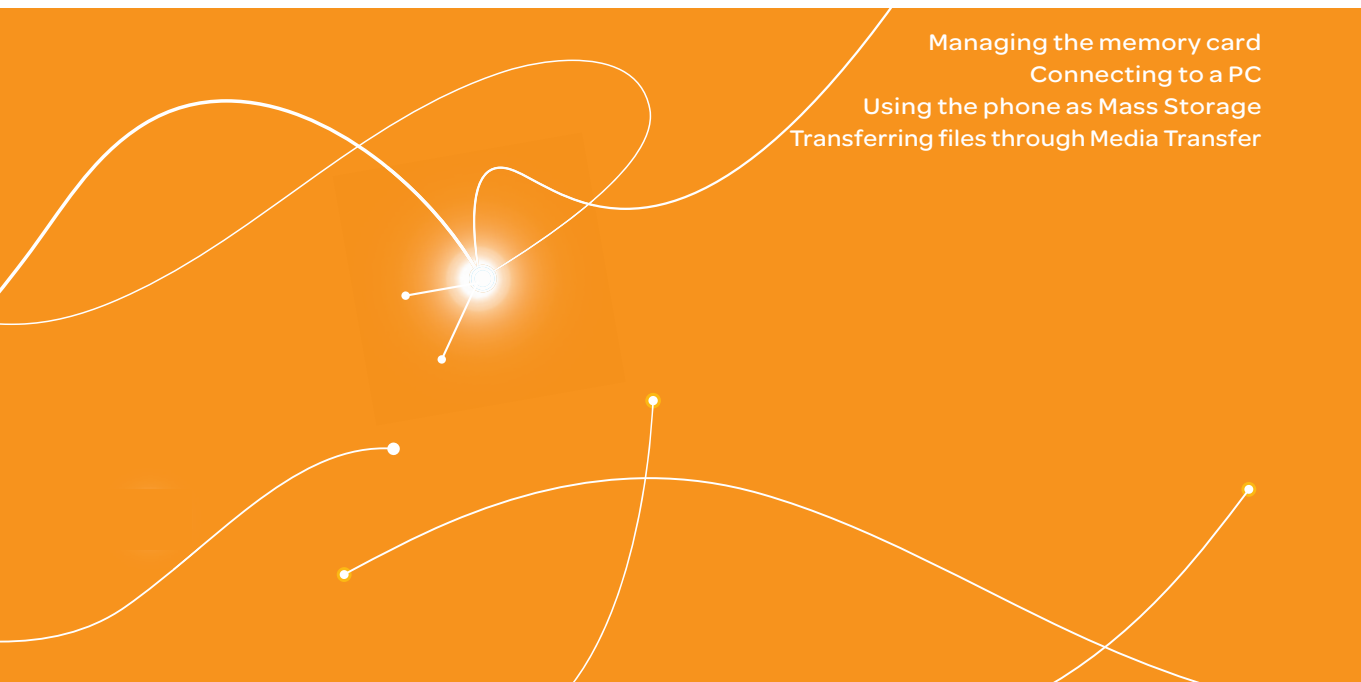 Managing the memory card
Connecting to a PC
Using the phone as Mass Storage
Transferring files through Media Transfer